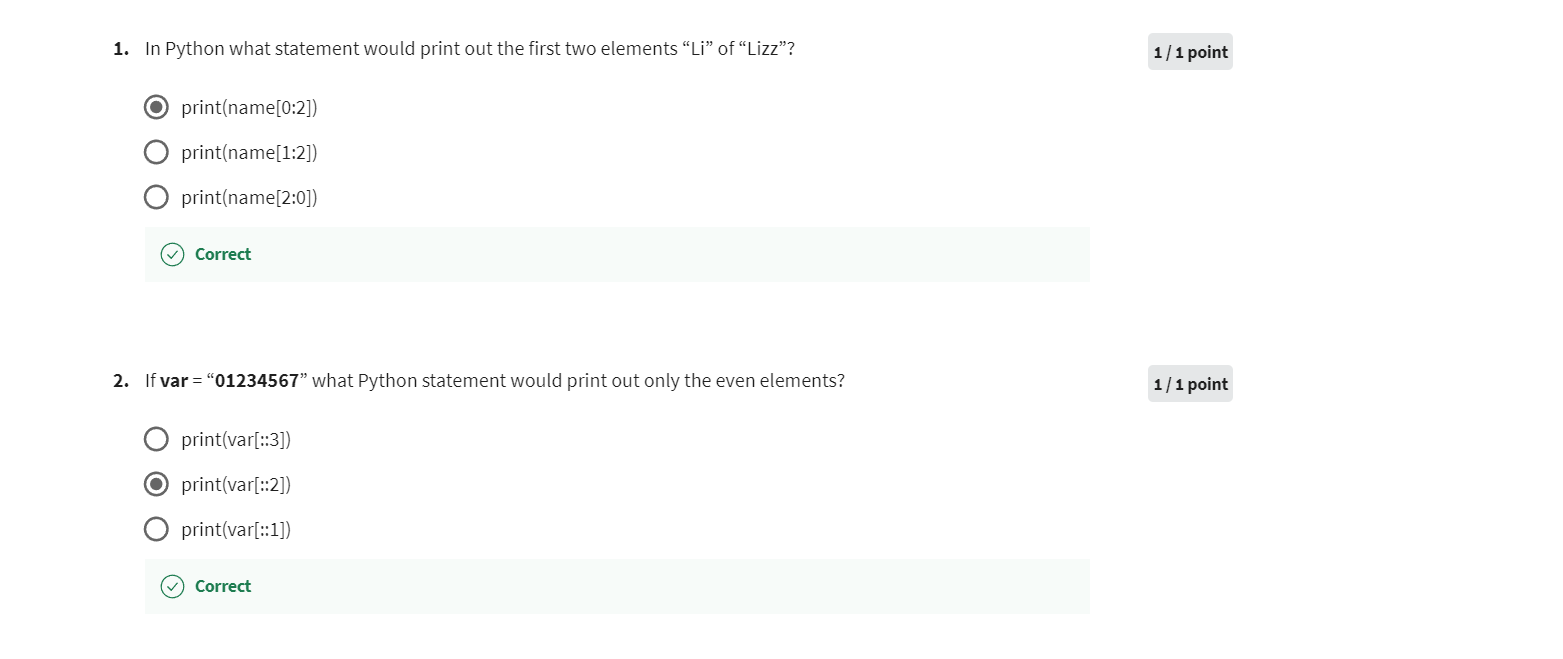 1. In Python what statement would print out the first two elements “Li” of “Lizz”?
1 / 1 point
print(name[0:2])
print(name[1:2])
print(name[2:0])
Correct
2. If var = “01234567” what Python statement would print out only the even elements?
1 / 1 point
print(var[::3])
print(var[::2])
print(var[::1])
Correct